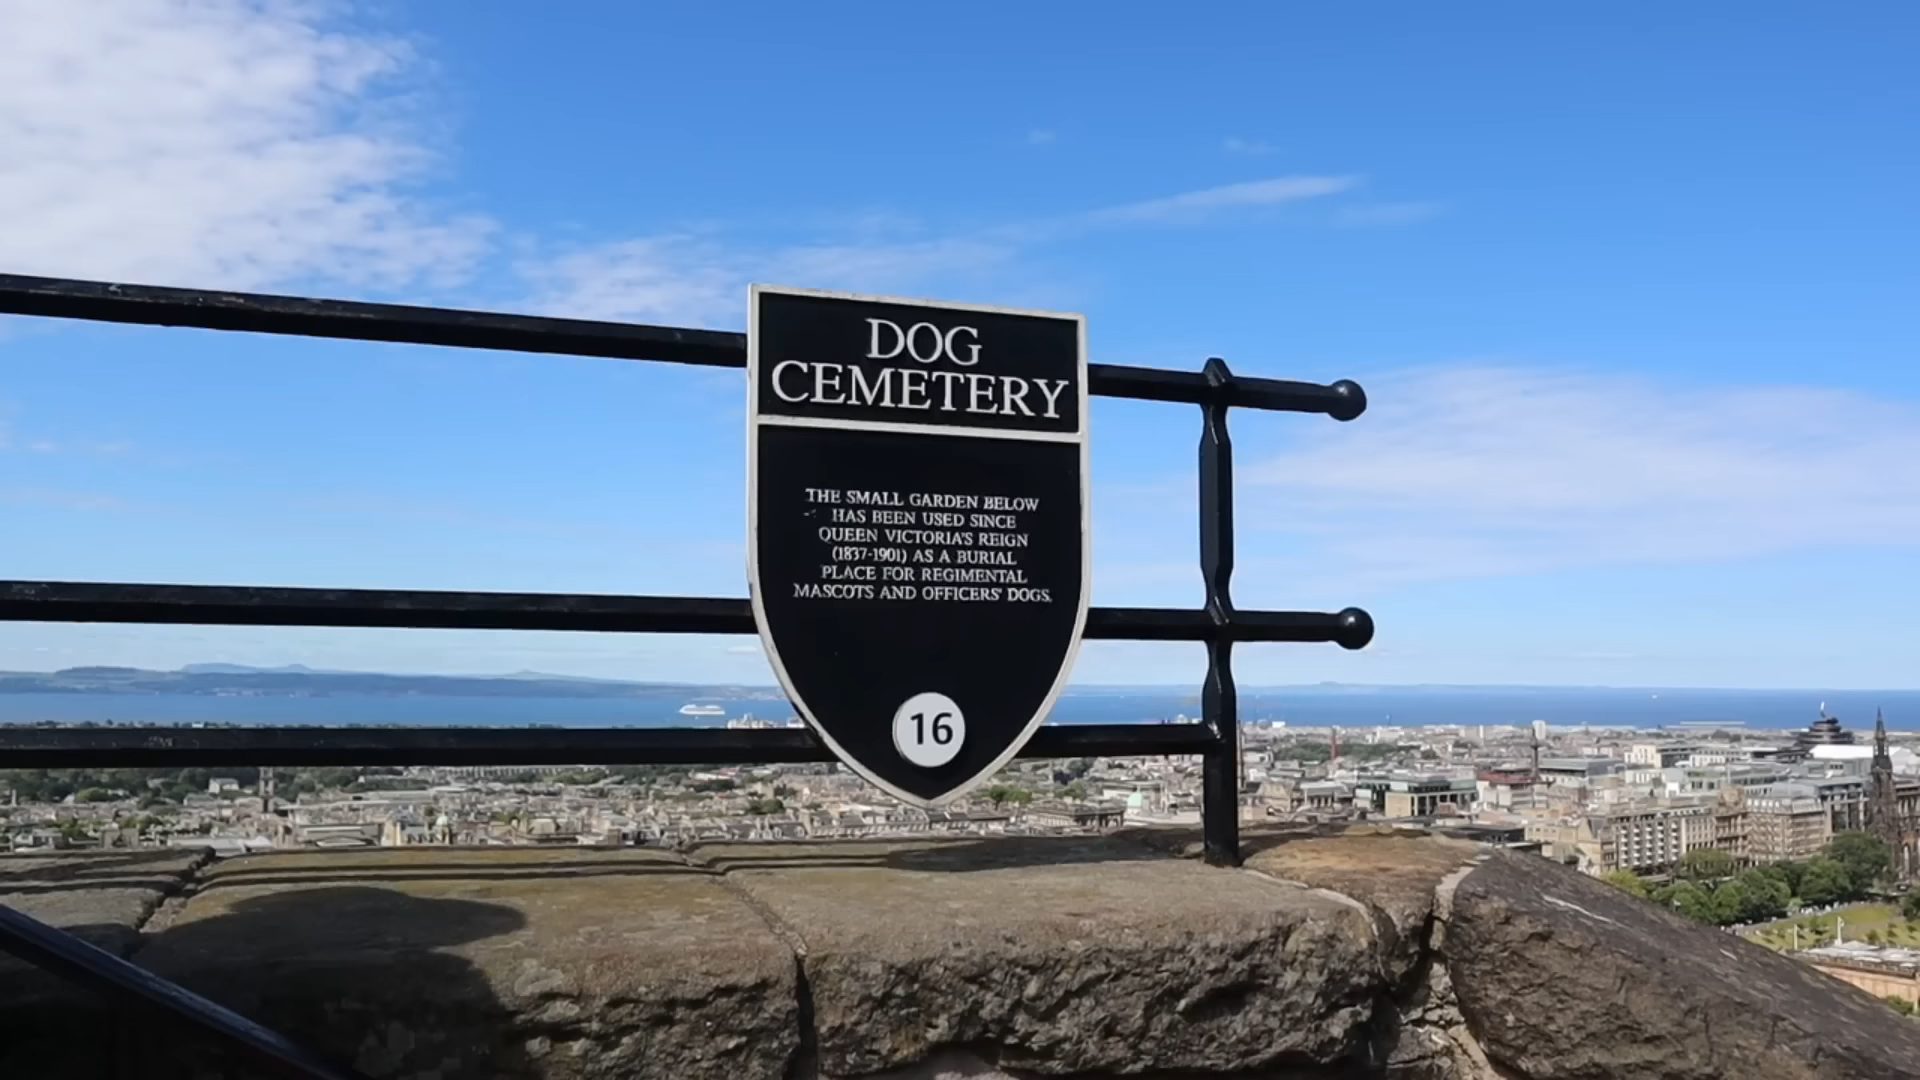 DOG
CEMETERY
THE SMALL GARDEN BELOW
HAS BEEN USED SINCE
QUEEN VICTORIA'S REIGN
(1837-1901) AS A BURIAL
PLACE FOR REGIMENTAL
MASCOTS AND OFFICERS' DOGS.
16